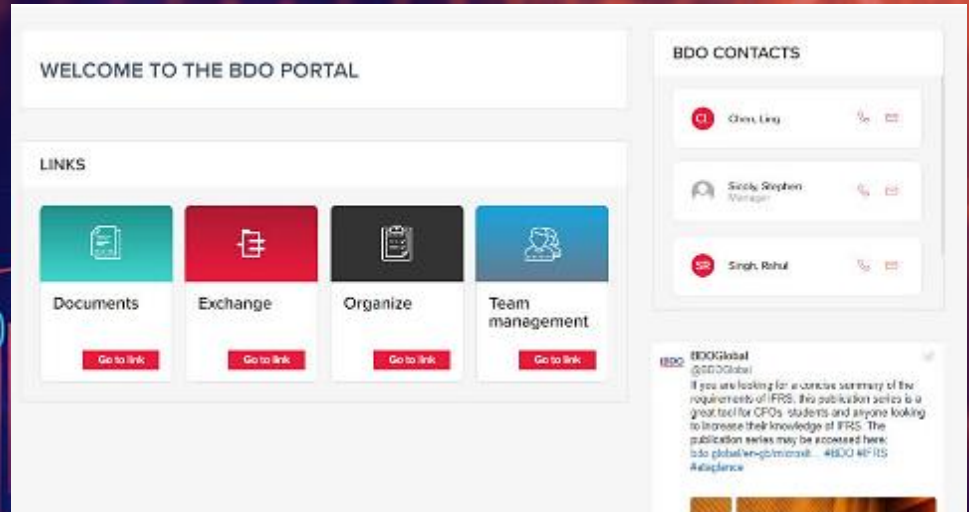 WELCOME TO THE BDO PORTAL
LINKS
Documents
Exchange
Organize
Team
management
Go to link
Go to link
Go to link
Go to link
BDO CONTACTS
CL
Chen, Ling
Stephen
Manager
SR
Singh, Rahul
BDO
BDOGlobal
@BDOGlobal
If you are looking for a concise summary of the
requirements of IFRS, this publication series is a
great tool for CFOs, students and anyone looking
to increase their knowledge of IFRS. The
publication series may be accessed here:
#BDO #IFRS
#ataglance